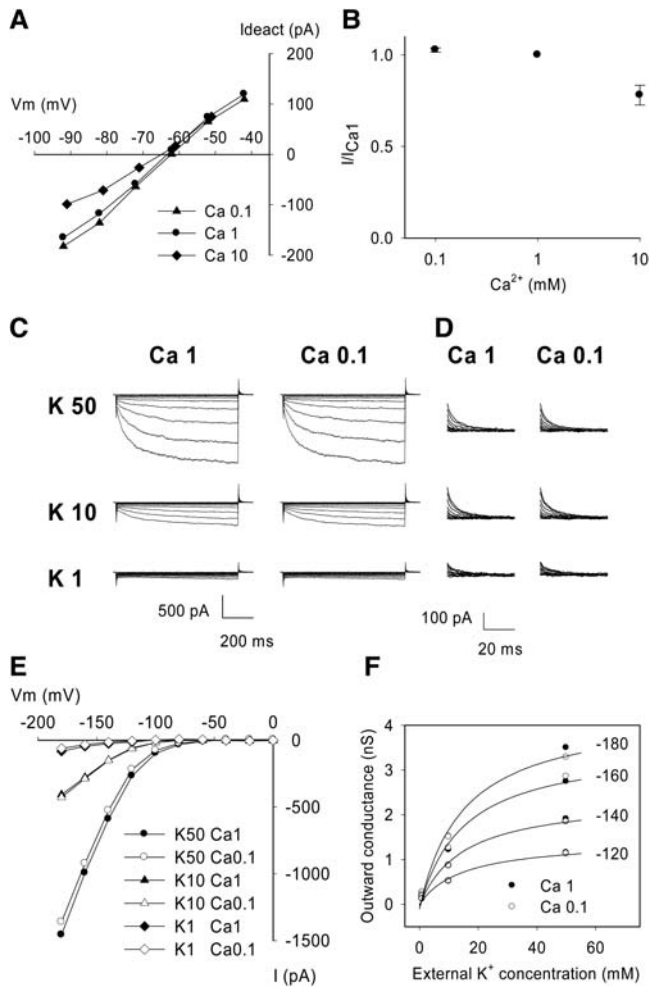 A
Ideact (pA)
Vm (mV)
200
100
0
-100
-200
-100 -90 -80 -70 -60 -50 -40
Ca 0.1
Ca 1
Ca 10
B
I/ICa1
1.0
0.5
0.0
0.1 1 10
Ca2+ (mM)
C
Ca 1 Ca 0.1
K 50
K 10
K 1
500 pA
200 ms
D
Ca 1 Ca 0.1
100 pA
20 ms
E
Vm (mV)
-200 -150 -100 -50 0
0
-500
-1000
-1500
I (pA)
K50 Ca1
K50 Ca0.1
K10 Ca1
K10 Ca0.1
K1 Ca1
K1 Ca0.1
F
Outward conductance (nS)
4
3
2
1
0
-180
-160
-140
-120
Ca 1
Ca 0.1
0 20 40 60
External K+ concentration (mM)